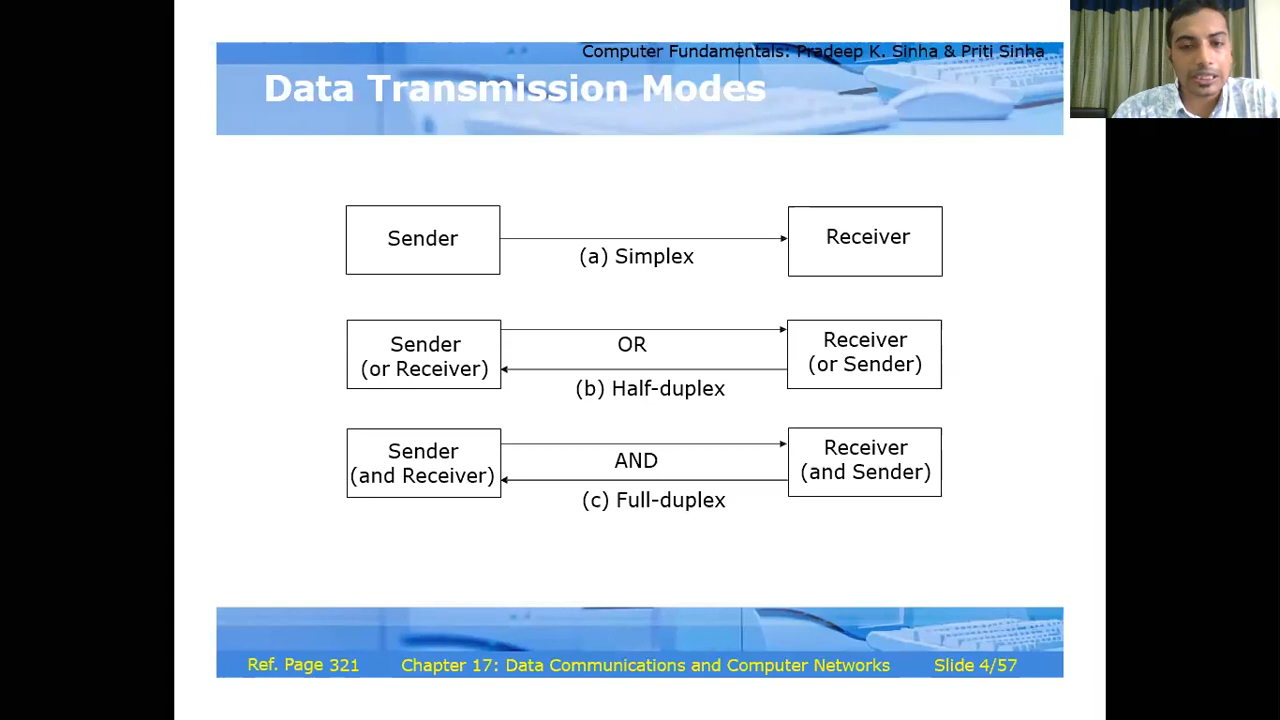 Computer Fundamentals: Pradeep K. Sinha & Priti Sinha
Data Transmission Modes
Sender
Receiver
(a) Simplex
Sender
(or Receiver)
OR
Receiver
(or Sender)
(b) Half-duplex
Sender
(and Receiver)
AND
Receiver
(and Sender)
(c) Full-duplex
Ref. Page 321
Chapter 17: Data Communications and Computer Networks
Slide 4/57